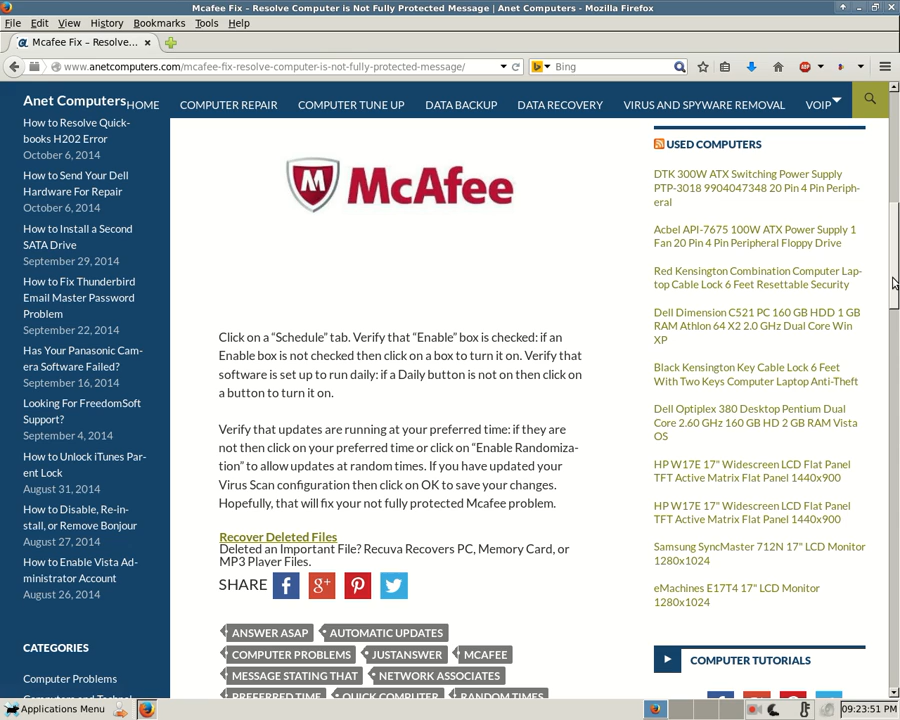 Mcafee Fix – Resolve Computer is Not Fully Protected Message | Anet Computers - Mozilla Firefox
File Edit View History Bookmarks Tools Help
Mcafee Fix – Resolve...
www.anetcomputers.com/mcafee-fix-resolve-computer-is-not-fully-protected-message/
Bing
Anet Computers
HOME COMPUTER REPAIR COMPUTER TUNE UP DATA BACKUP DATA RECOVERY VIRUS AND SPYWARE REMOVAL VOIP
How to Resolve Quick-
books H202 Error
October 6, 2014
How to Send Your Dell
Hardware For Repair
October 6, 2014
How to Install a Second
SATA Drive
September 29, 2014
How to Fix Thunderbird
Email Master Password
Problem
September 22, 2014
Has Your Panasonic Cam-
era Software Failed?
September 16, 2014
Looking For FreedomSoft
Support?
September 4, 2014
How to Unlock iTunes Par-
ent Lock
August 31, 2014
How to Disable, Re-in-
stall, or Remove Bonjour
August 27, 2014
How to Enable Vista Ad-
ministrator Account
August 26, 2014
CATEGORIES
Computer Problems
Computers and Technol-
McAfee
Click on a “Schedule” tab. Verify that “Enable” box is checked: if an
Enable box is not checked then click on a box to turn it on. Verify that
software is set up to run daily: if a Daily button is not on then click on
a button to turn it on.
Verify that updates are running at your preferred time: if they are
not then click on your preferred time or click on “Enable Randomiza-
tion” to allow updates at random times. If you have updated your
Virus Scan configuration then click on OK to save your changes.
Hopefully, that will fix your not fully protected Mcafee problem.
Recover Deleted Files
Deleted an Important File? Recuva Recovers PC, Memory Card, or
MP3 Player Files.
SHARE
ANSWER ASAP AUTOMATIC UPDATES
COMPUTER PROBLEMS JUSTANSWER MCAFEE
MESSAGE STATING THAT NETWORK ASSOCIATES
PREFERRED TIME QUICK COMPUTER RANDOM TIMES
USED COMPUTERS
DTK 300W ATX Switching Power Supply
PTP-3018 9904047348 20 Pin 4 Pin Periph-
eral
Acbel API-7675 100W ATX Power Supply 1
Fan 20 Pin 4 Pin Peripheral Floppy Drive
Red Kensington Combination Computer Lap-
top Cable Lock 6 Feet Resettable Security
Dell Dimension C521 PC 160 GB HDD 1 GB
RAM Athlon 64 X2 2.0 GHz Dual Core Win
XP
Black Kensington Key Cable Lock 6 Feet
With Two Keys Computer Laptop Anti-Theft
Dell Optiplex 380 Desktop Pentium Dual
Core 2.60 GHz 160 GB HD 2 GB RAM Vista
OS
HP W17E 17" Widescreen LCD Flat Panel
TFT Active Matrix Flat Panel 1440x900
HP W17E 17" Widescreen LCD Flat Panel
TFT Active Matrix Flat Panel 1440x900
Samsung SyncMaster 712N 17" LCD Monitor
1280x1024
eMachines E17T4 17" LCD Monitor
1280x1024
COMPUTER TUTORIALS
Applications Menu
09:23:51 PM